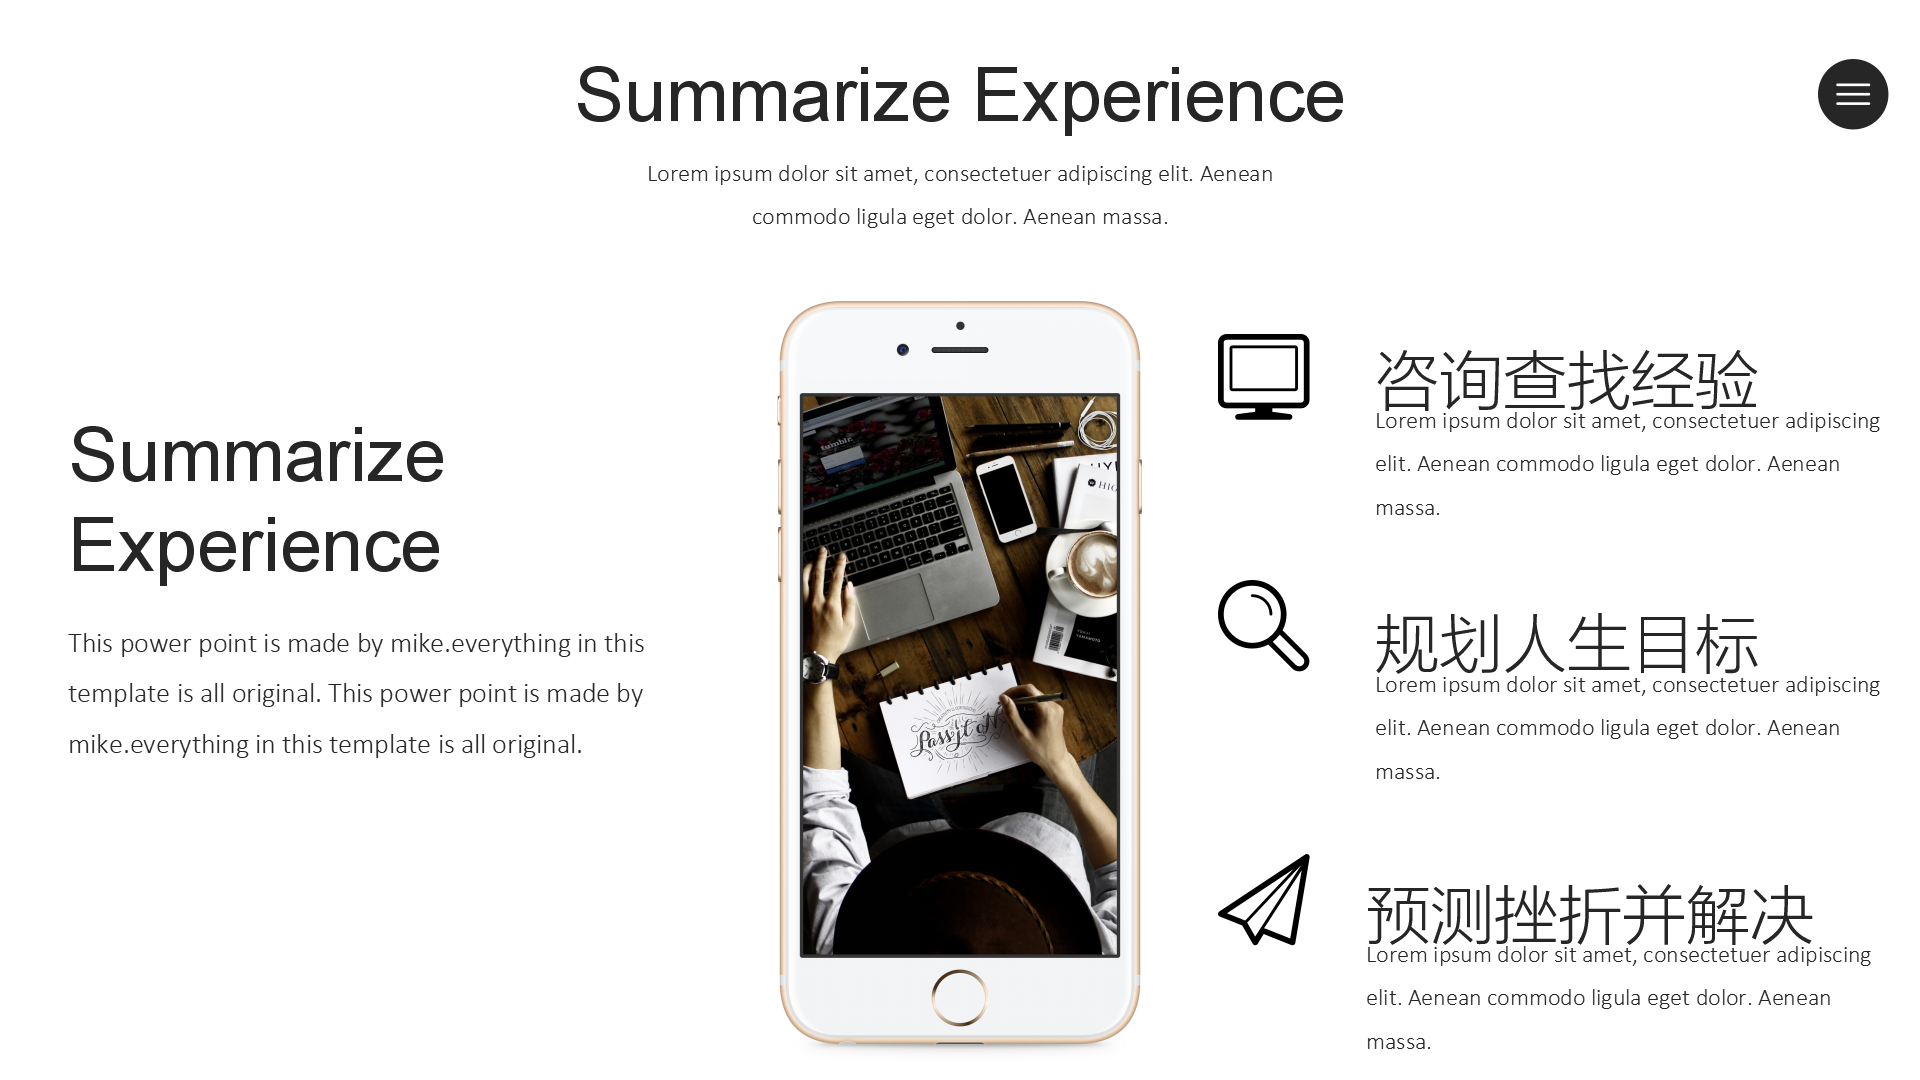 Summarize Experience
Lorem ipsum dolor sit amet, consectetuer adipiscing elit. Aenean
commodo ligula eget dolor. Aenean massa.
Summarize
Experience
This power point is made by mike.everything in this
template is all original. This power point is made by
mike.everything in this template is all original.
tumblr.
Pass it On
咨询查找经验
Lorem ipsum dolor sit amet, consectetuer adipiscing
elit. Aenean commodo ligula eget dolor. Aenean
massa.
规划人生目标
Lorem ipsum dolor sit amet, consectetuer adipiscing
elit. Aenean commodo ligula eget dolor. Aenean
massa.
预测挫折并解决
Lorem ipsum dolor sit amet, consectetuer adipiscing
elit. Aenean commodo ligula eget dolor. Aenean
massa.